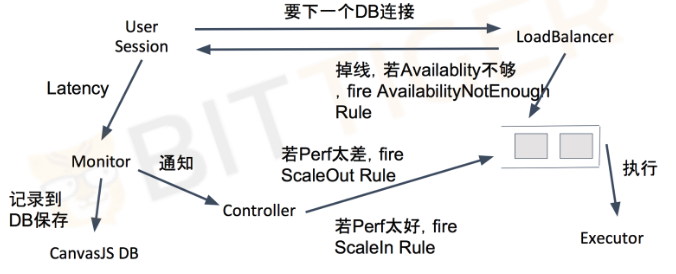 要下一个DB连接
User
Session
LoadBalancer
掉线, 若Availablity不够
, fire AvailabilityNotEnough
Rule
Latency
Monitor
通知
若Perf太差, fire
ScaleOut Rule
执行
记录到
DB保存
Controller
若Perf太好, fire
ScaleIn Rule
Executor
CanvasJS DB
BITTIGER